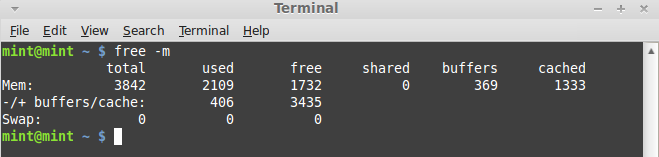 Terminal
File Edit View Search Terminal Help
mint@mint ~ $ free -m
total used free shared buffers cached
Mem: 3842 2109 1732 0 369 1333
-/+ buffers/cache: 406 3435
Swap: 0 0 0
mint@mint ~ $